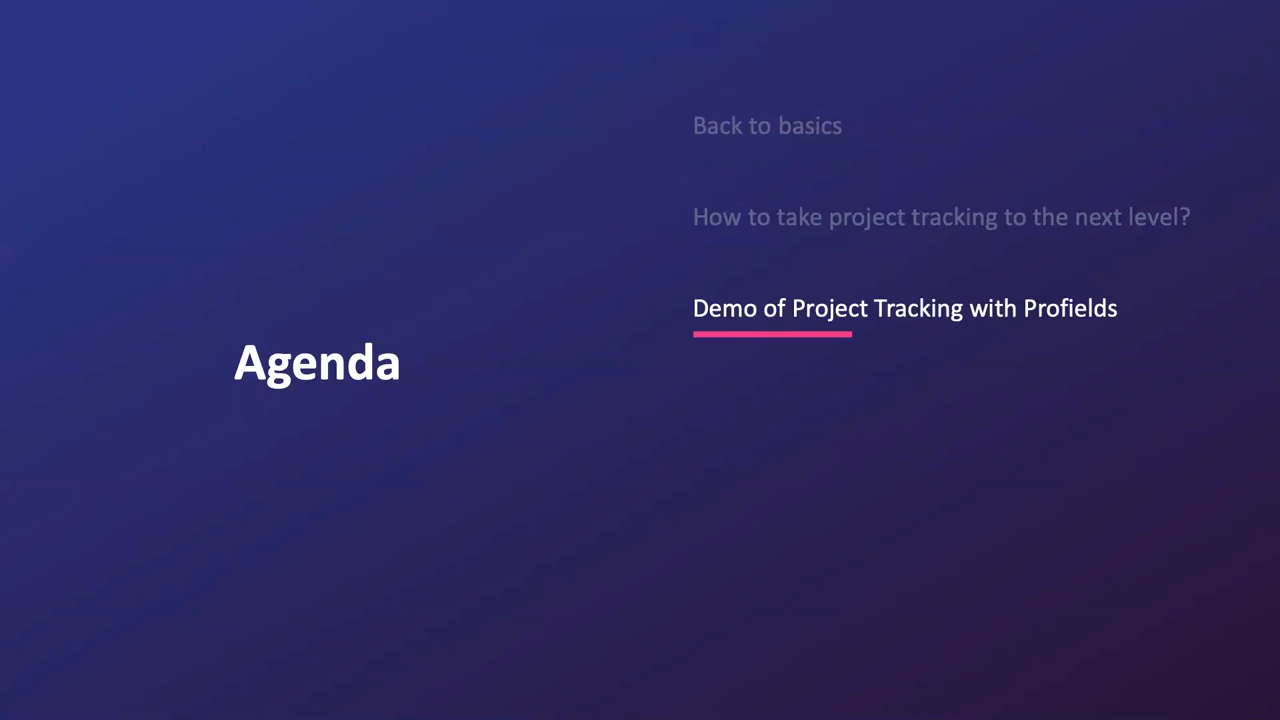 Agenda
Back to basics
How to take project tracking to the next level?
Demo of Project Tracking with Profields